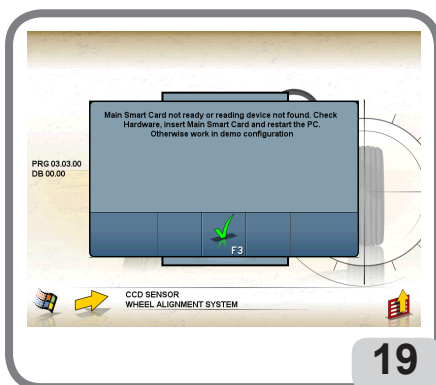 Main Smart Card not ready or reading device not found. Check
Hardware, insert Main Smart Card and restart the PC.
Otherwise work in demo configuration
PRG 03.03.00
DB 00.00
F3
CCD SENSOR
WHEEL ALIGNMENT SYSTEM
19